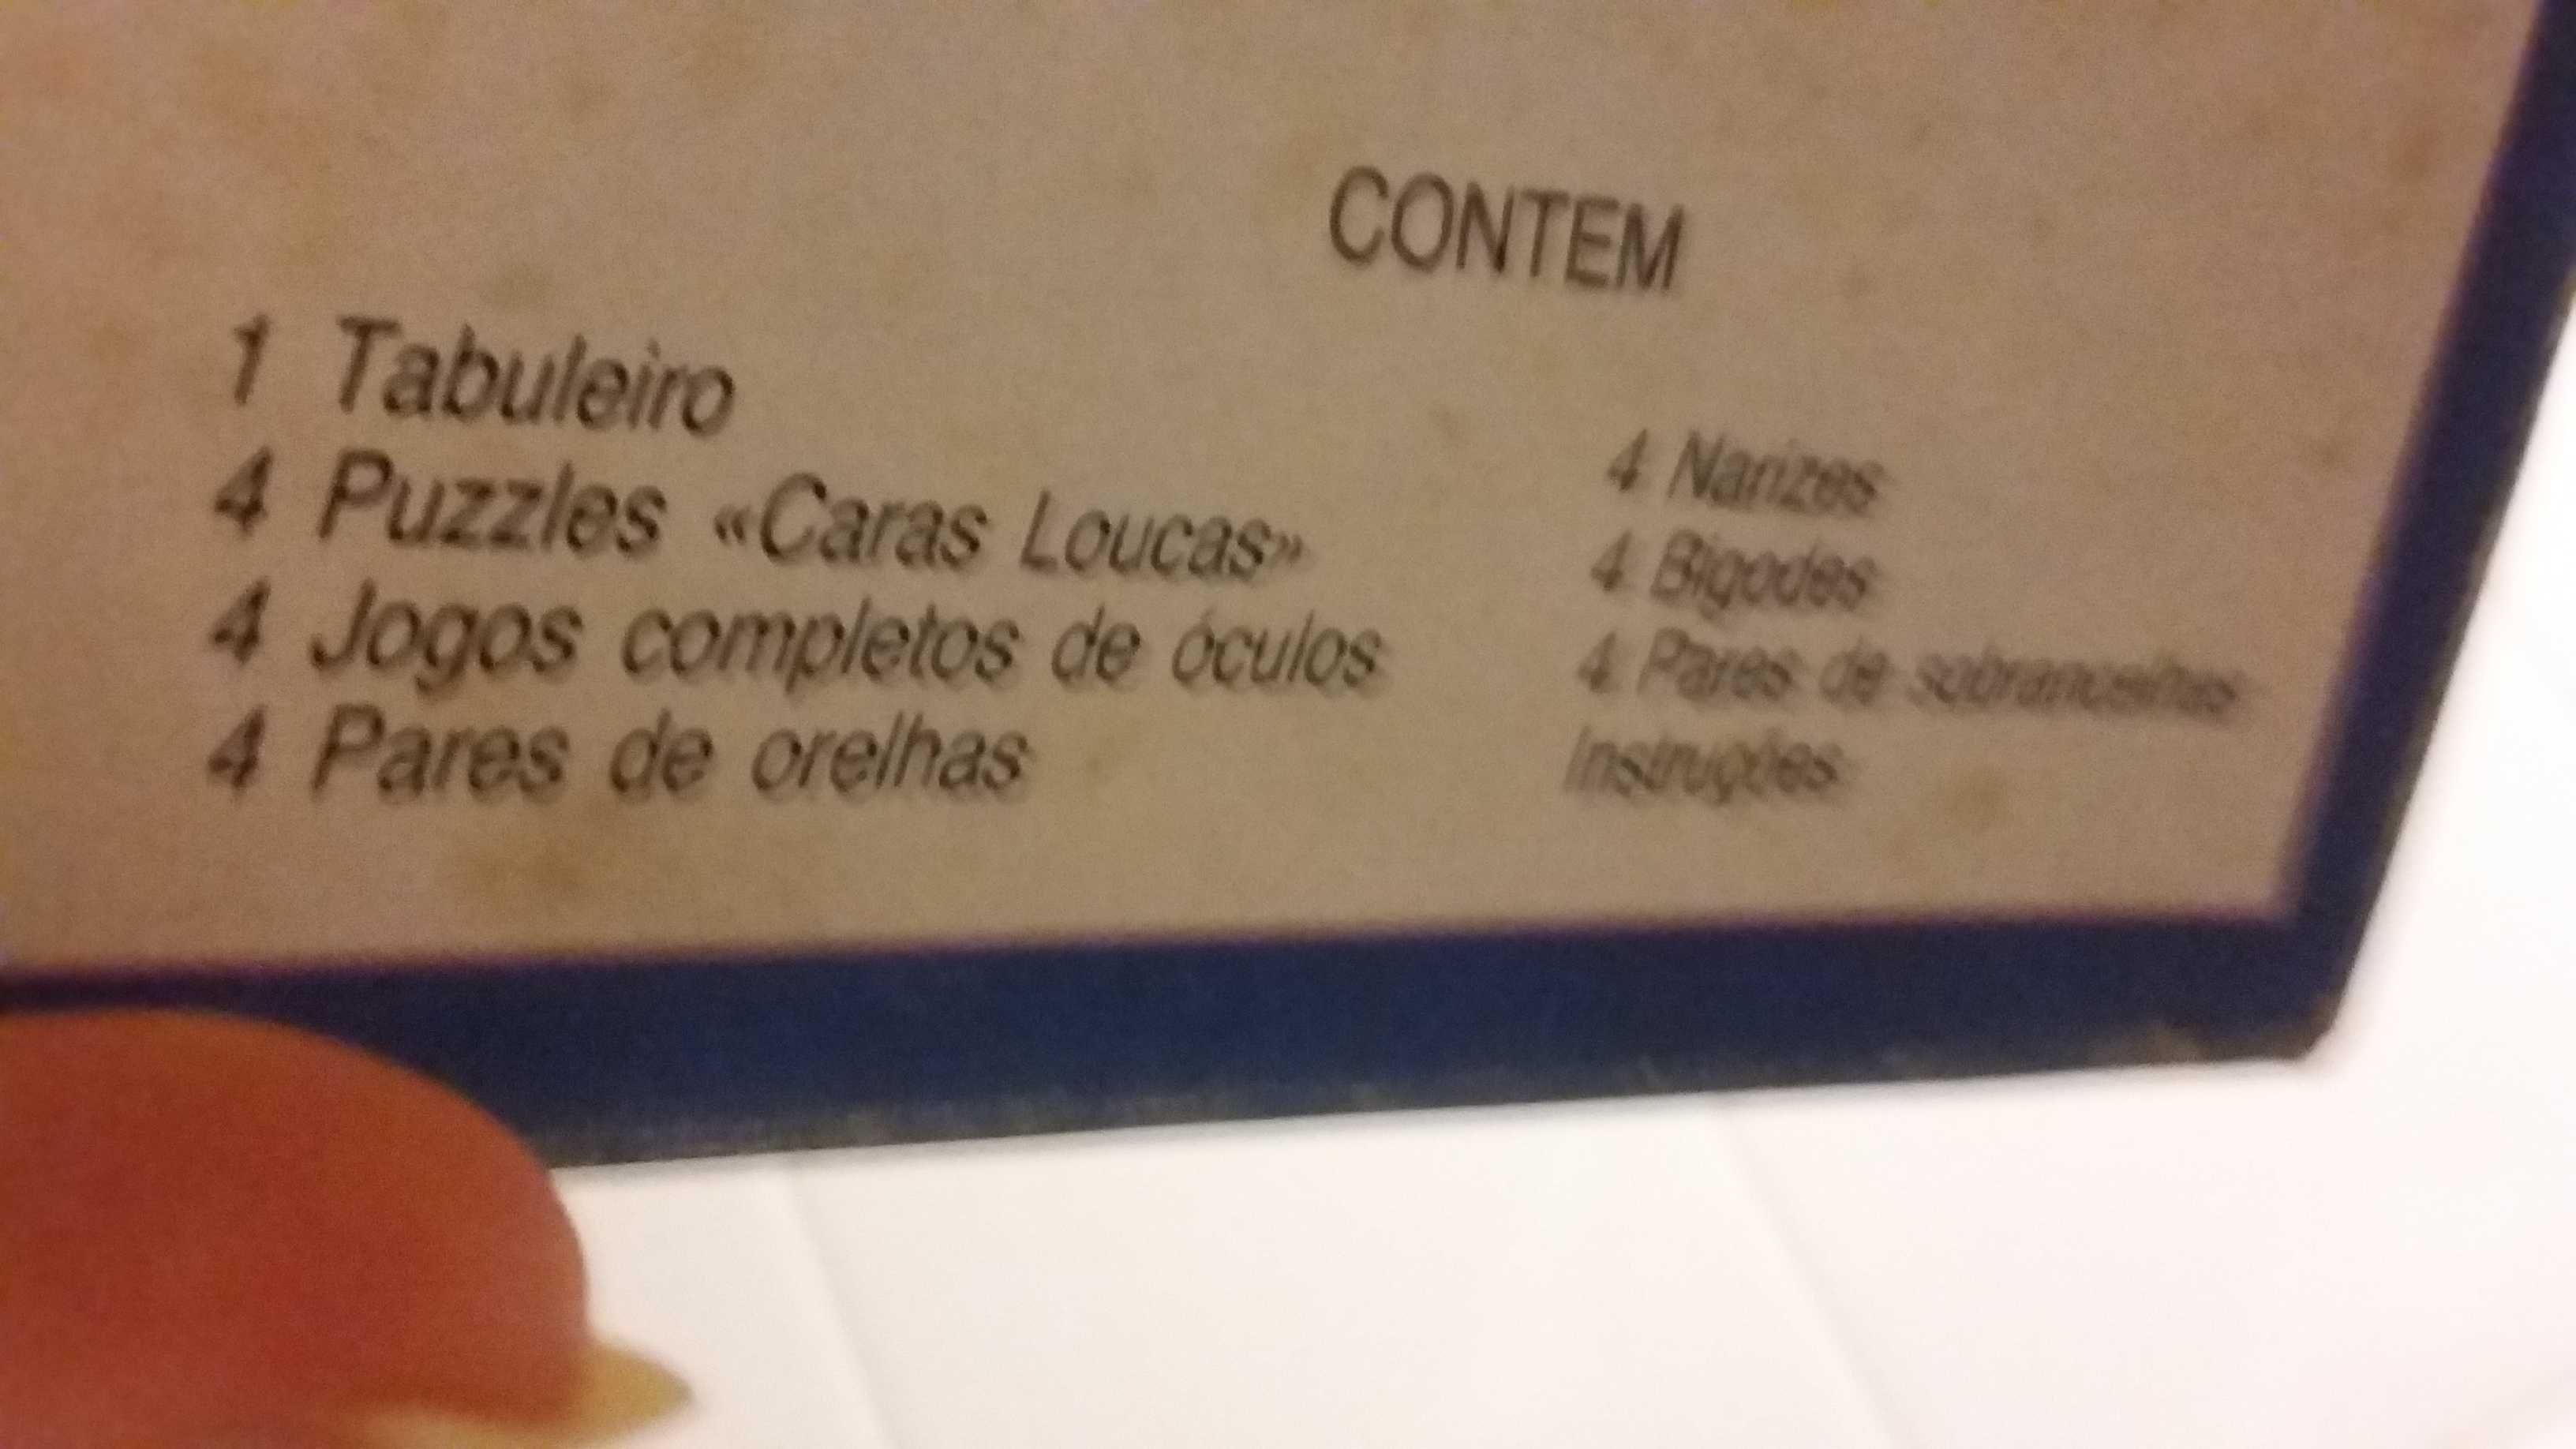 CONTEM
1 Tabuleiro
4 Puzzles «Caras Loucas»
4 Jogos completos de óculos
4 Pares de orelhas
4 Narizes
4 Bigodes
4 Pares de sobrancelhas
Instruções